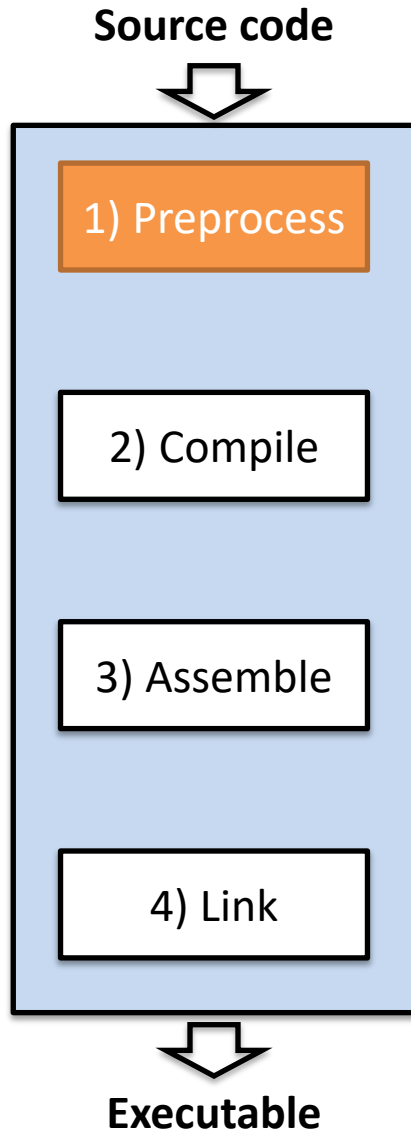 Source code
1) Preprocess
2) Compile
3) Assemble
4) Link
Executable